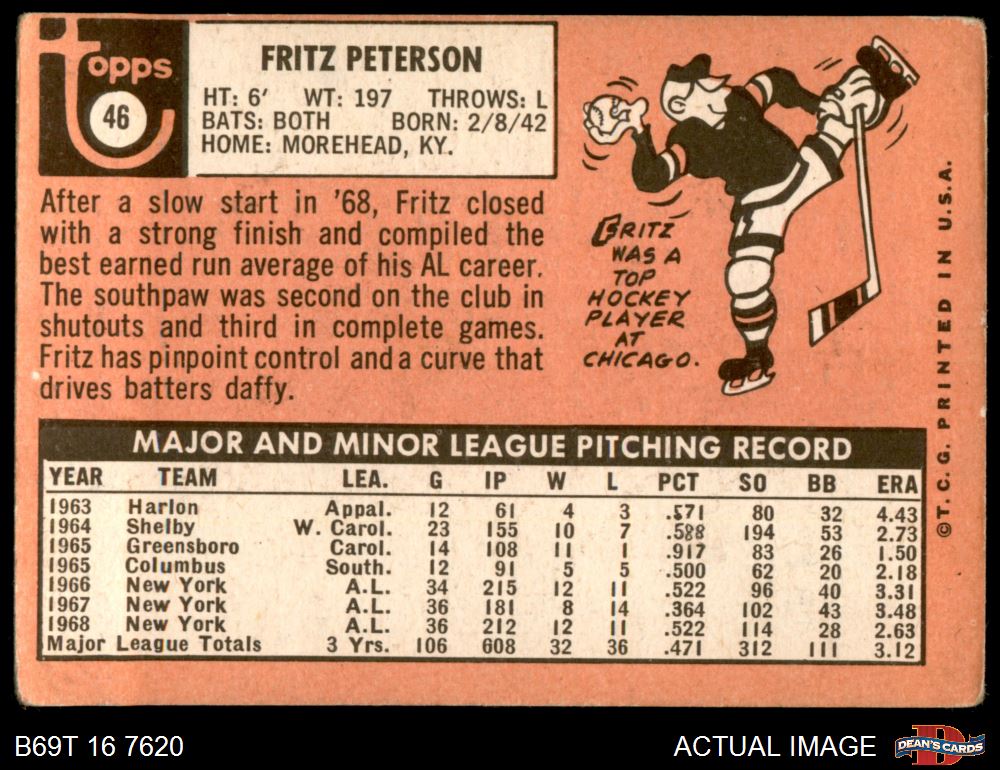 topps
46
FRITZ PETERSON
HT: 6' WT: 197 THROWS: L
BATS: BOTH BORN: 2/8/42
HOME: MOREHEAD, KY.
After a slow start in '68, Fritz closed
with a strong finish and compiled the
best earned run average of his AL career.
The southpaw was second on the club in
shutouts and third in complete games.
Fritz has pinpoint control and a curve that
drives batters daffy.
FRITZ
WAS A
TOP
HOCKEY
PLAYER
AT
CHICAGO.
©T. C. G. PRINTED IN U.S.A.
MAJOR AND MINOR LEAGUE PITCHING RECORD
YEAR TEAM LEA. G IP W L PCT SO BB ERA
1963 Harlon Appal. 12 61 4 3 .571 80 32 4.43
1964 Shelby W. Carol. 23 155 10 7 .588 194 53 2.73
1965 Greensboro Carol. 14 108 11 1 .917 83 26 1.50
1965 Columbus South. 12 91 5 5 .500 62 20 2.18
1966 New York A.L. 34 215 12 11 .522 96 40 3.31
1967 New York A.L. 36 181 8 14 .364 102 43 3.48
1968 New York A.L. 36 212 12 11 .522 114 28 2.63
Major League Totals 3 Yrs. 106 608 32 36 .471 312 111 3.12
B69T 16 7620
ACTUAL IMAGE
D
DEAN'S CARDS